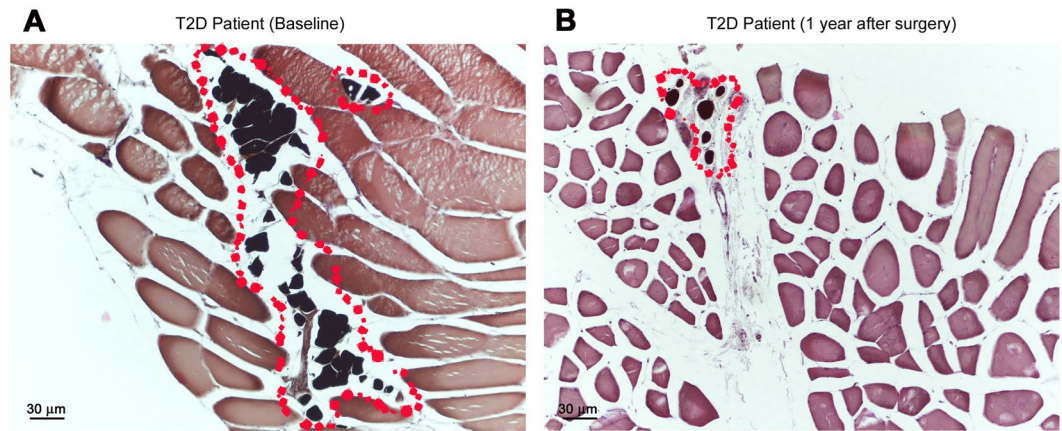 A
T2D Patient (Baseline)
B
T2D Patient (1 year after surgery)
30 μm
30 μm